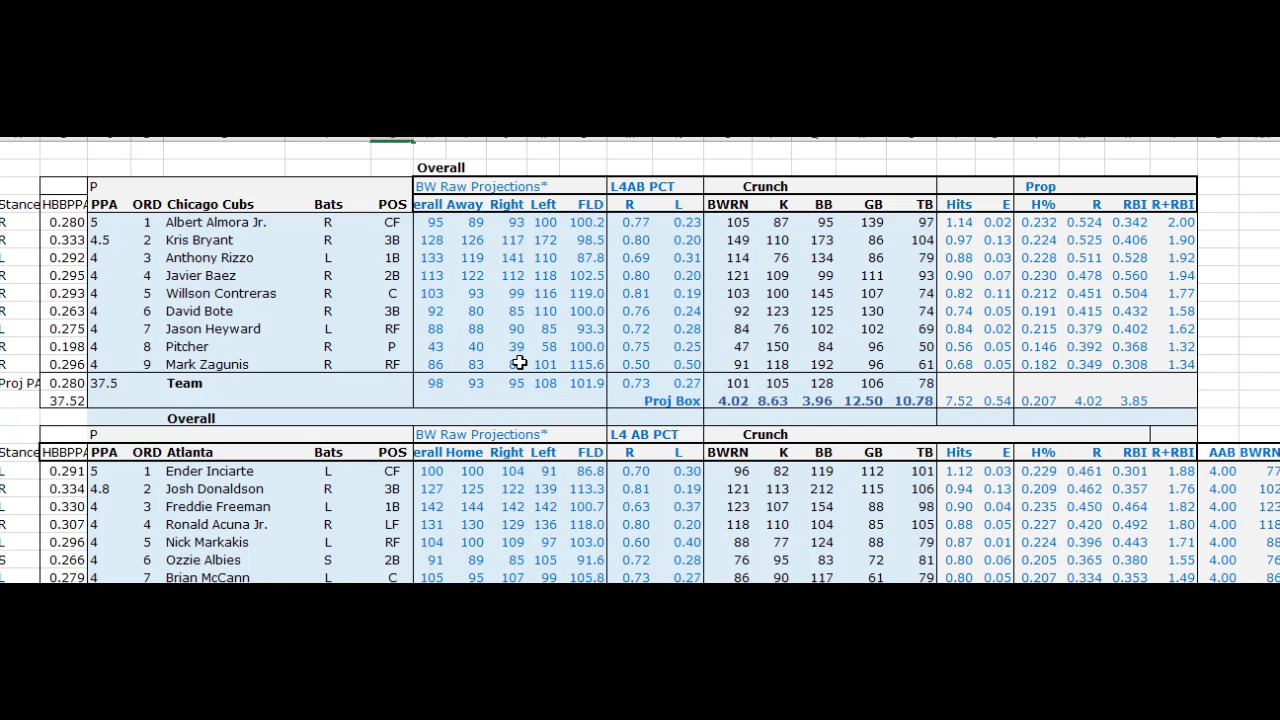 Overall
P BW Raw Projections* L4AB PCT Crunch Prop
Stance HBBPPA PPA ORD Chicago Cubs Bats POS erall Away Right Left FLD R L BWRN K BB GB TB Hits E H% R RBI R+RBI
R 0.280 5 1 Albert Almora Jr. R CF 95 89 93 100 100.2 0.77 0.23 105 87 95 139 97 1.14 0.02 0.232 0.524 0.342 2.00
R 0.333 4.5 2 Kris Bryant R 3B 128 126 117 172 98.5 0.80 0.20 149 110 173 86 104 0.97 0.13 0.224 0.525 0.406 1.90
L 0.292 4 3 Anthony Rizzo L 1B 133 119 141 110 87.8 0.69 0.31 114 76 134 76 94 0.88 0.03 0.228 0.511 0.528 1.92
R 0.295 4 4 Javier Baez R 2B 113 122 112 118 102.5 0.80 0.20 121 109 99 111 93 0.90 0.07 0.230 0.478 0.560 1.94
R 0.293 4 5 Willson Contreras R C 103 93 99 116 119.0 0.81 0.19 103 100 145 107 74 0.82 0.11 0.212 0.451 0.504 1.77
R 0.263 4 6 David Bote R 3B 92 80 85 110 100.0 0.76 0.24 92 123 125 130 74 0.74 0.05 0.191 0.415 0.432 1.58
L 0.275 4 7 Jason Heyward L RF 88 88 90 85 93.3 0.72 0.28 84 76 102 102 69 0.84 0.02 0.215 0.379 0.402 1.62
R 0.198 4 8 Pitcher R P 43 40 39 58 100.0 0.75 0.25 47 150 84 96 50 0.56 0.05 0.146 0.392 0.368 1.32
R 0.296 4 9 Mark Zagunis R RF 86 83 101 115.6 0.50 0.50 91 118 192 96 61 0.68 0.05 0.182 0.349 0.308 1.34
Proj PA 0.280 37.5 Team 98 93 95 108 101.9 0.73 0.27 101 105 128 106 78
37.52 Proj Box 4.02 8.63 3.96 12.50 10.78 7.52 0.54 0.207 4.02 3.85
Overall
P BW Raw Projections* L4 AB PCT Crunch
Stance HBBPPA PPA ORD Atlanta Bats POS erall Home Right Left FLD R L BWRN K BB GB TB Hits E H% R RBI R+RBI AAB BWRN
L 0.291 5 1 Ender Inciarte L CF 100 100 104 91 86.8 0.70 0.30 96 82 119 112 101 1.12 0.03 0.229 0.461 0.301 1.88 4.00 77
R 0.334 4.8 2 Josh Donaldson R 3B 127 125 122 139 113.3 0.81 0.19 121 113 212 115 106 0.94 0.13 0.209 0.462 0.357 1.76 4.00 102
L 0.330 4 3 Freddie Freeman L 1B 142 144 142 142 100.7 0.63 0.37 123 107 154 88 98 0.90 0.04 0.235 0.450 0.464 1.82 4.00 123
R 0.307 4 4 Ronald Acuna Jr. R LF 131 130 129 136 118.0 0.80 0.20 118 110 104 85 105 0.88 0.05 0.227 0.420 0.492 1.80 4.00 118
L 0.296 4 5 Nick Markakis L RF 104 100 109 97 103.0 0.60 0.40 88 77 124 88 79 0.87 0.01 0.224 0.396 0.443 1.71 4.00 88
S 0.266 4 6 Ozzie Albies S 2B 91 89 85 105 91.6 0.72 0.28 76 95 83 72 81 0.80 0.06 0.208 0.365 0.380 1.55 4.00 95
L 0.279 4 7 Brian McCann L C 105 95 107 99 105.8 0.73 0.27 86 90 117 61 79 0.80 0.05 0.207 0.334 0.353 1.49 4.00 86